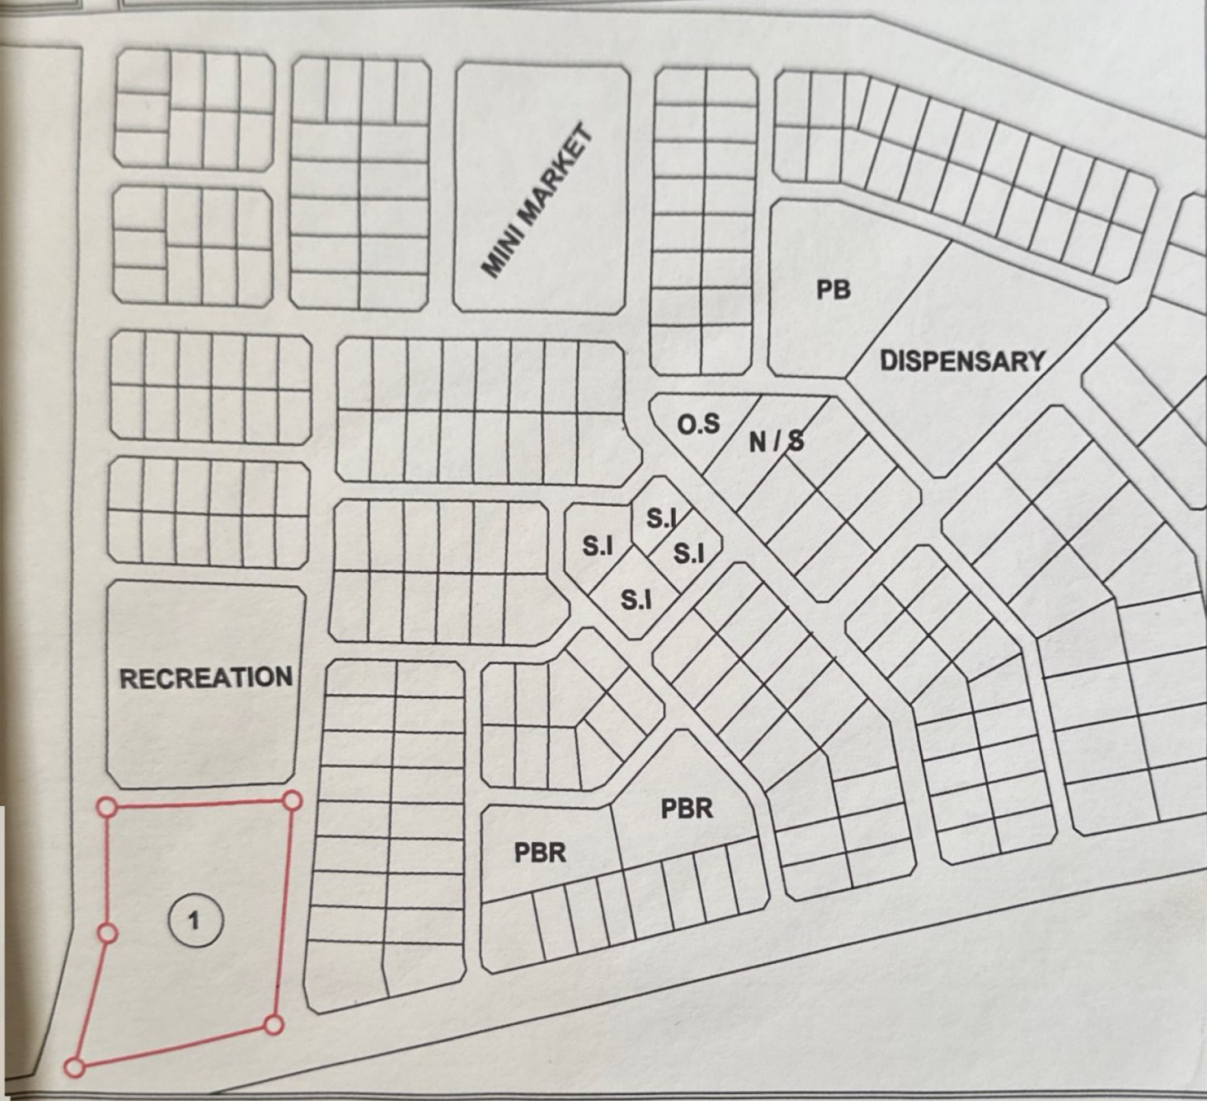 MINI MARKET
PB
DISPENSARY
O.S
N / S
S.I
S.I
S.I
S.I
RECREATION
PBR
PBR
1